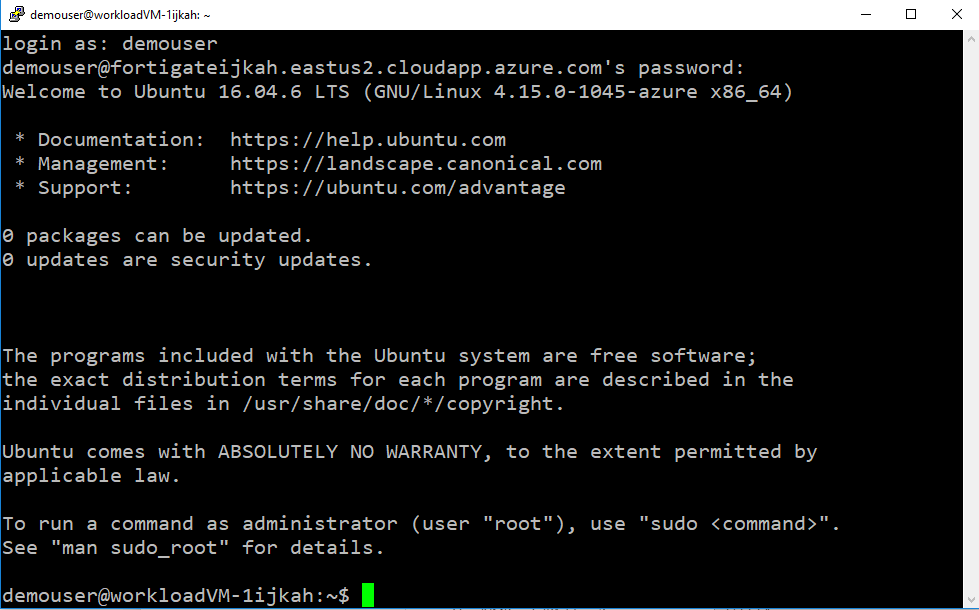 demouser@workloadVM-1ijkah: ~
login as: demouser
demouser@fortigateijkah.eastus2.cloudapp.azure.com's password:
Welcome to Ubuntu 16.04.6 LTS (GNU/Linux 4.15.0-1045-azure x86_64)
* Documentation:  https://help.ubuntu.com
* Management:     https://landscape.canonical.com
* Support:        https://ubuntu.com/advantage
0 packages can be updated.
0 updates are security updates.
The programs included with the Ubuntu system are free software;
the exact distribution terms for each program are described in the
individual files in /usr/share/doc/*/copyright.
Ubuntu comes with ABSOLUTELY NO WARRANTY, to the extent permitted by
applicable law.
To run a command as administrator (user "root"), use "sudo <command>".
See "man sudo_root" for details.
demouser@workloadVM-1ijkah:~$